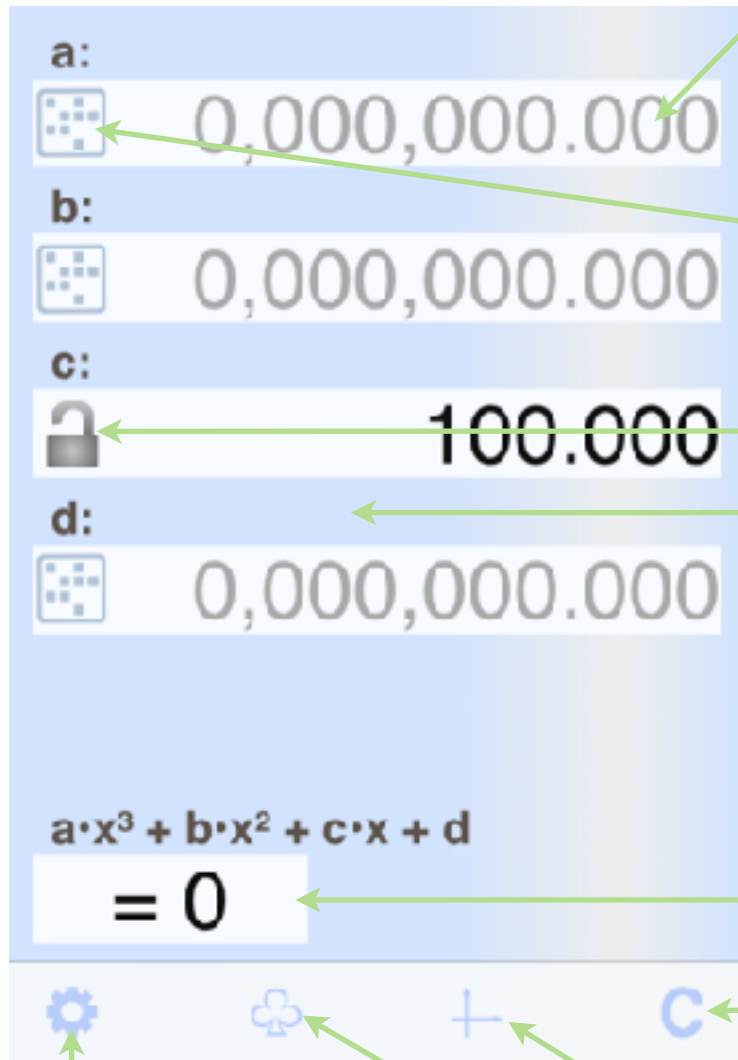 a:
0,000,000.000
b:
0,000,000.000
c:
100.000
d:
0,000,000.000
a·x³ + b·x² + c·x + d
= 0
C